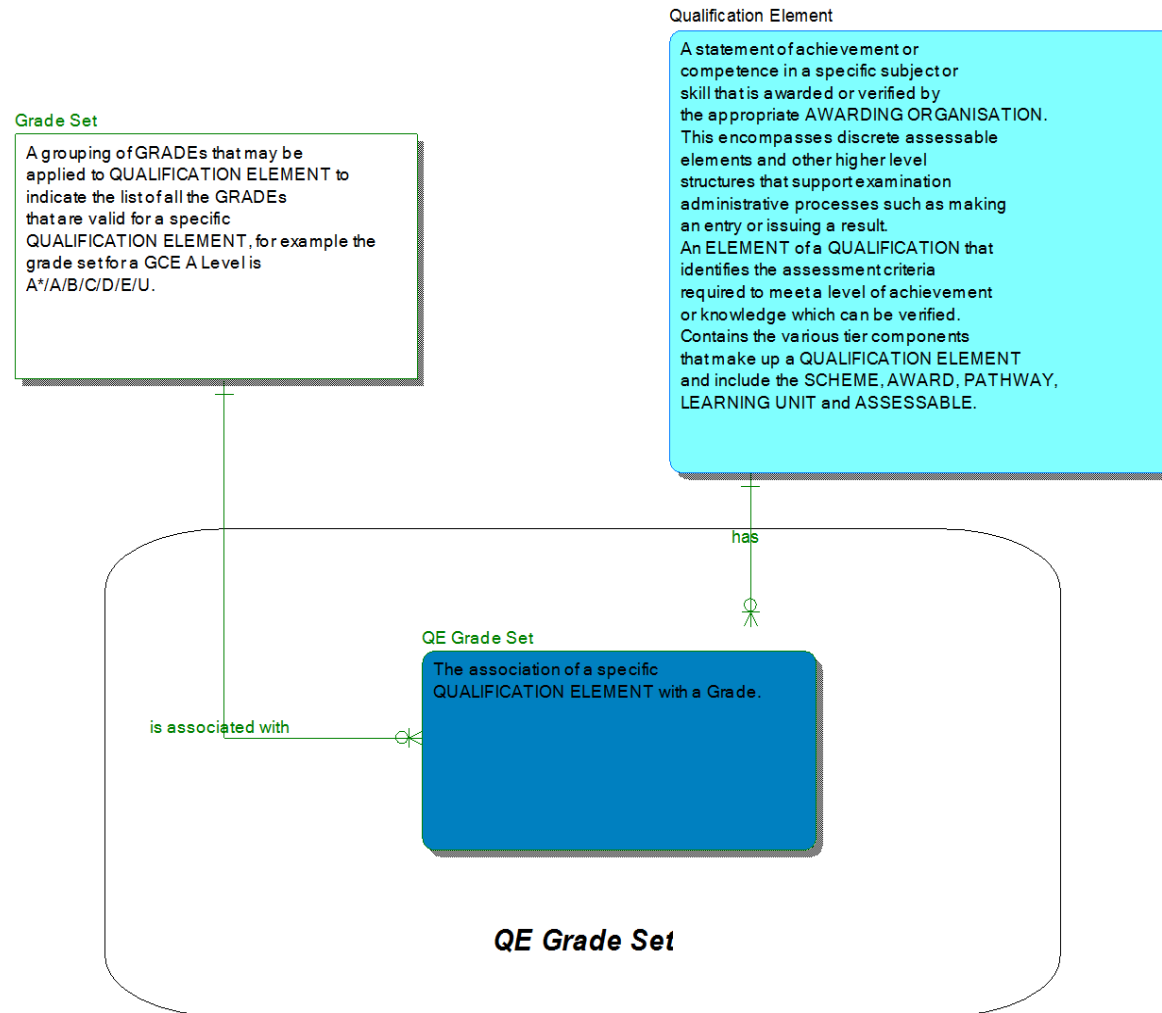 Qualification Element
A statement of achievement or
competence in a specific subject or
skill that is awarded or verified by
the appropriate AWARDING ORGANISATION.
This encompasses discrete assessable
elements and other higher level
structures that support examination
administrative processes such as making
an entry or issuing a result.
An ELEMENT of a QUALIFICATION that
identifies the assessment criteria
required to meet a level of achievement
or knowledge which can be verified.
Contains the various tier components
that make up a QUALIFICATION ELEMENT
and include the SCHEME, AWARD, PATHWAY,
LEARNING UNIT and ASSESSABLE.
Grade Set
A grouping of GRADEs that may be
applied to QUALIFICATION ELEMENT to
indicate the list of all the GRADEs
that are valid for a specific
QUALIFICATION ELEMENT, for example the
grade set for a GCE A Level is
A*/A/B/C/D/E/U.
has
QE Grade Set
The association of a specific
QUALIFICATION ELEMENT with a Grade.
is associated with
QE Grade Set